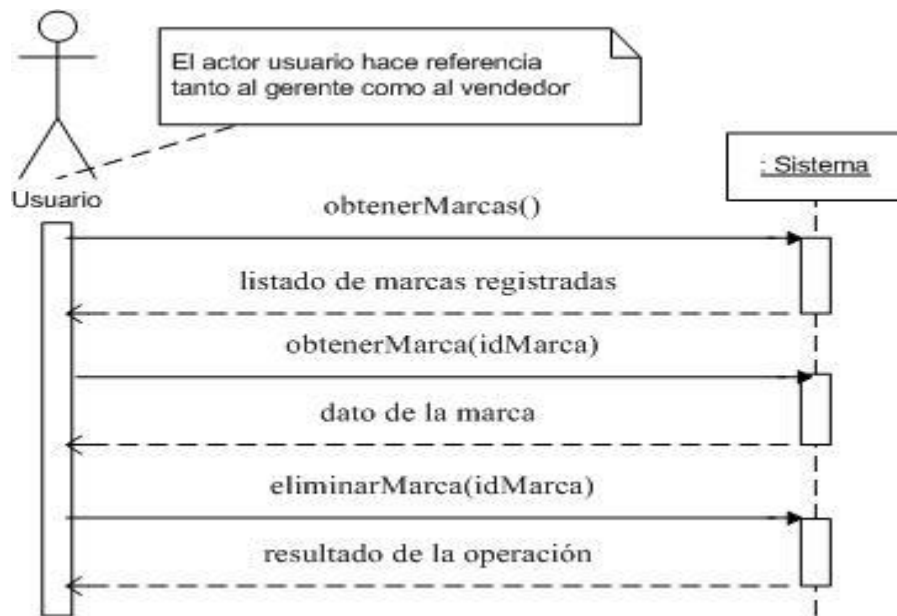 El actor usuario hace referencia
tanto al gerente como al vendedor
: Sistema
Usuario
obtenerMarcas()
listado de marcas registradas
obtenerMarca(idMarca)
dato de la marca
eliminarMarca(idMarca)
resultado de la operación